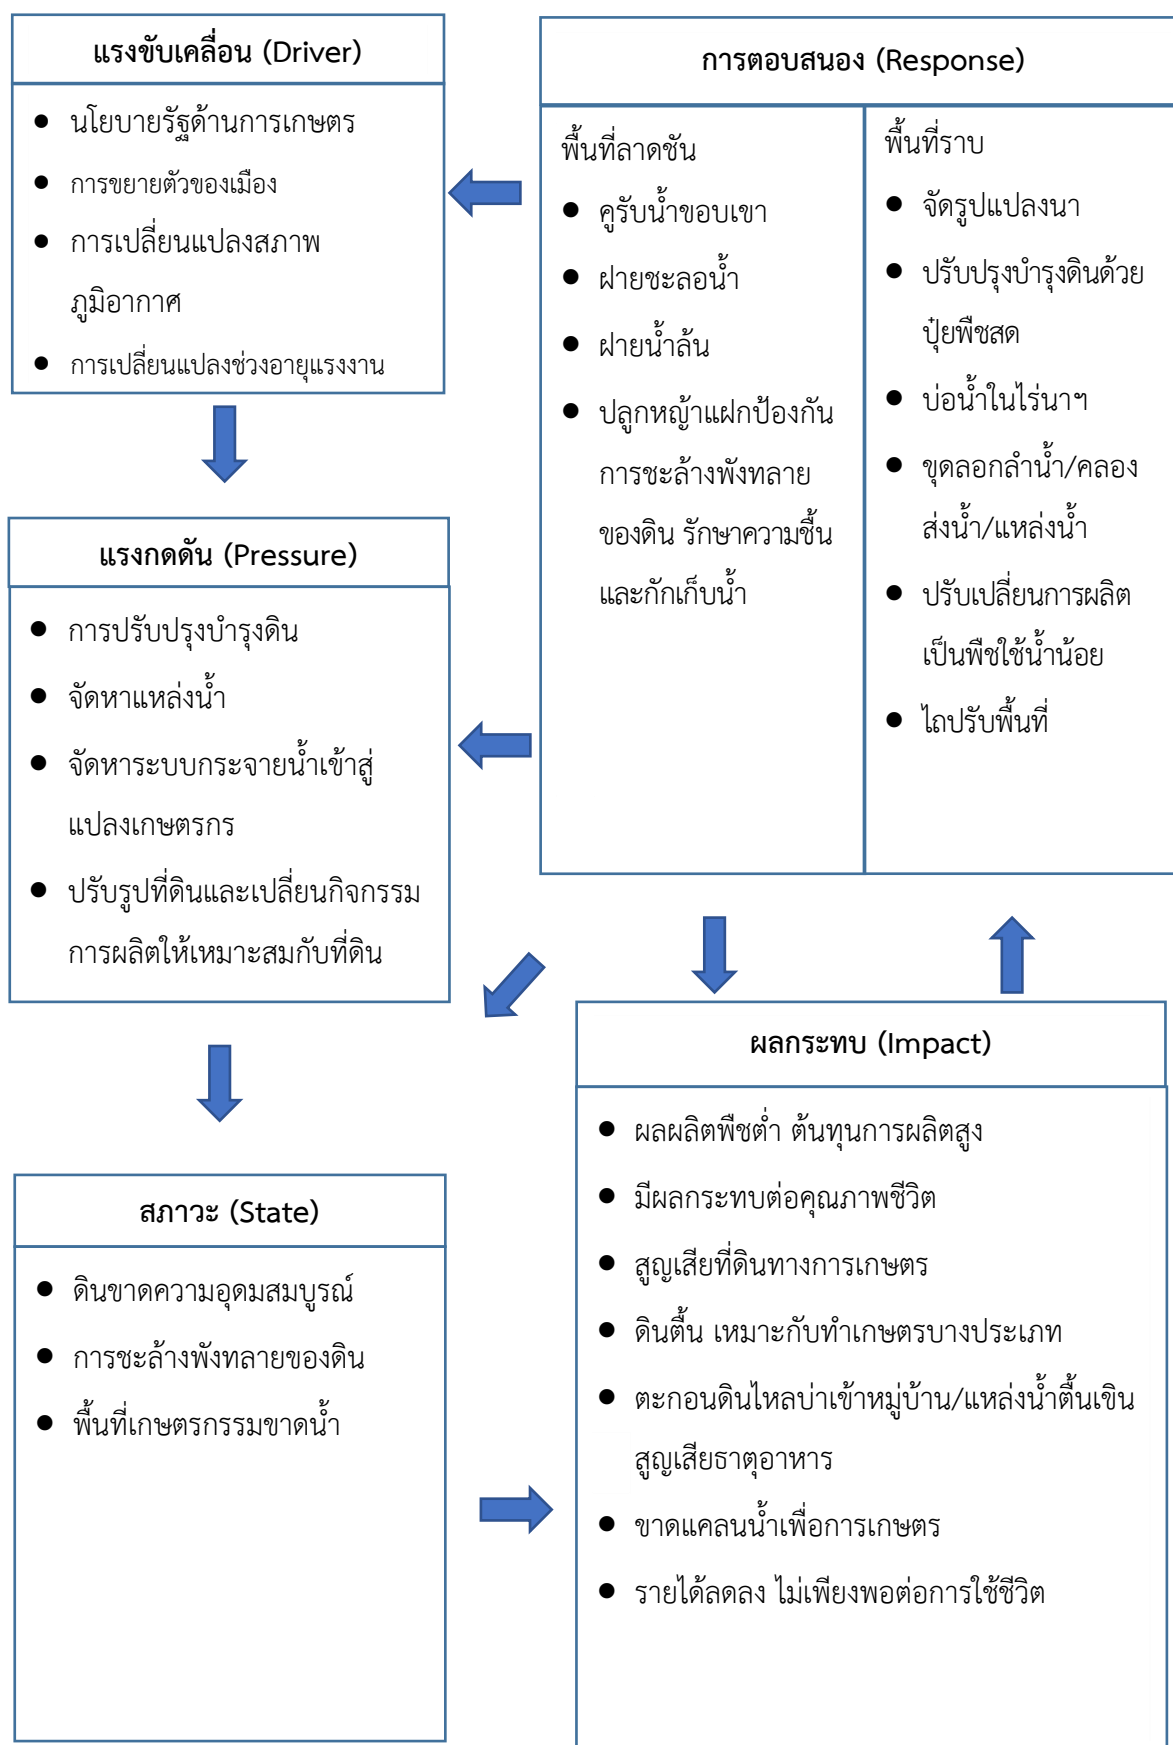 แรงขับเคลื่อน (Driver)
● นโยบายรัฐด้านการเกษตร
● การขยายตัวของเมือง
● การเปลี่ยนแปลงสภาพ
ภูมิอากาศ
● การเปลี่ยนแปลงช่วงอายุแรงงาน
การตอบสนอง (Response)
พื้นที่ลาดชัน
● คูรับน้ำขอบเขา
● ฝายชะลอน้ำ
● ฝายน้ำล้น
● ปลูกหญ้าแฝกป้องกัน
การชะล้างพังทลาย
ของดิน รักษาความชื้น
และกักเก็บน้ำ
พื้นที่ราบ
● จัดรูปแปลงนา
● ปรับปรุงบำรุงดินด้วย
ปุ๋ยพืชสด
● บ่อน้ำในไร่นาฯ
● ขุดลอกลำน้ำ/คลอง
ส่งน้ำ/แหล่งน้ำ
● ปรับเปลี่ยนการผลิต
เป็นพืชใช้น้ำน้อย
● ไถปรับพื้นที่
แรงกดดัน (Pressure)
● การปรับปรุงบำรุงดิน
● จัดหาแหล่งน้ำ
● จัดหาระบบกระจายน้ำเข้าสู่
แปลงเกษตรกร
● ปรับรูปที่ดินและเปลี่ยนกิจกรรม
การผลิตให้เหมาะสมกับที่ดิน
สภาวะ (State)
● ดินขาดความอุดมสมบูรณ์
● การชะล้างพังทลายของดิน
● พื้นที่เกษตรกรรมขาดน้ำ
ผลกระทบ (Impact)
● ผลผลิตพืชต่ำ ต้นทุนการผลิตสูง
● มีผลกระทบต่อคุณภาพชีวิต
● สูญเสียที่ดินทางการเกษตร
● ดินตื้น เหมาะกับทำเกษตรบางประเภท
● ตะกอนดินไหลบ่าเข้าหมู่บ้าน/แหล่งน้ำตื้นเขิน
สูญเสียธาตุอาหาร
● ขาดแคลนน้ำเพื่อการเกษตร
● รายได้ลดลง ไม่เพียงพอต่อการใช้ชีวิต